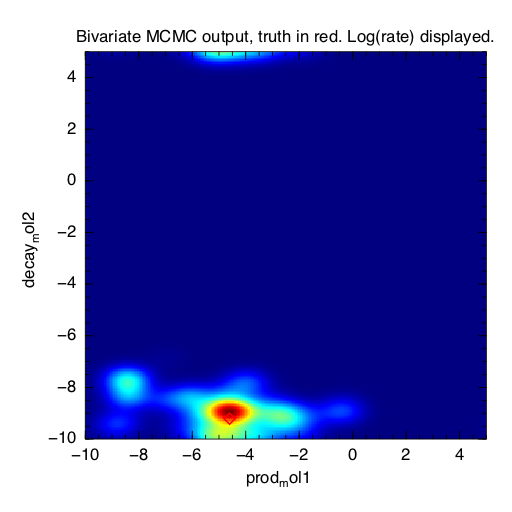 Bivariate MCMC output, truth in red. Log(rate) displayed.
4
2
0
−2
−4
−6
−8
−10
decay_mol2
−10 −8 −6 −4 −2 0 2 4
prod_mol1